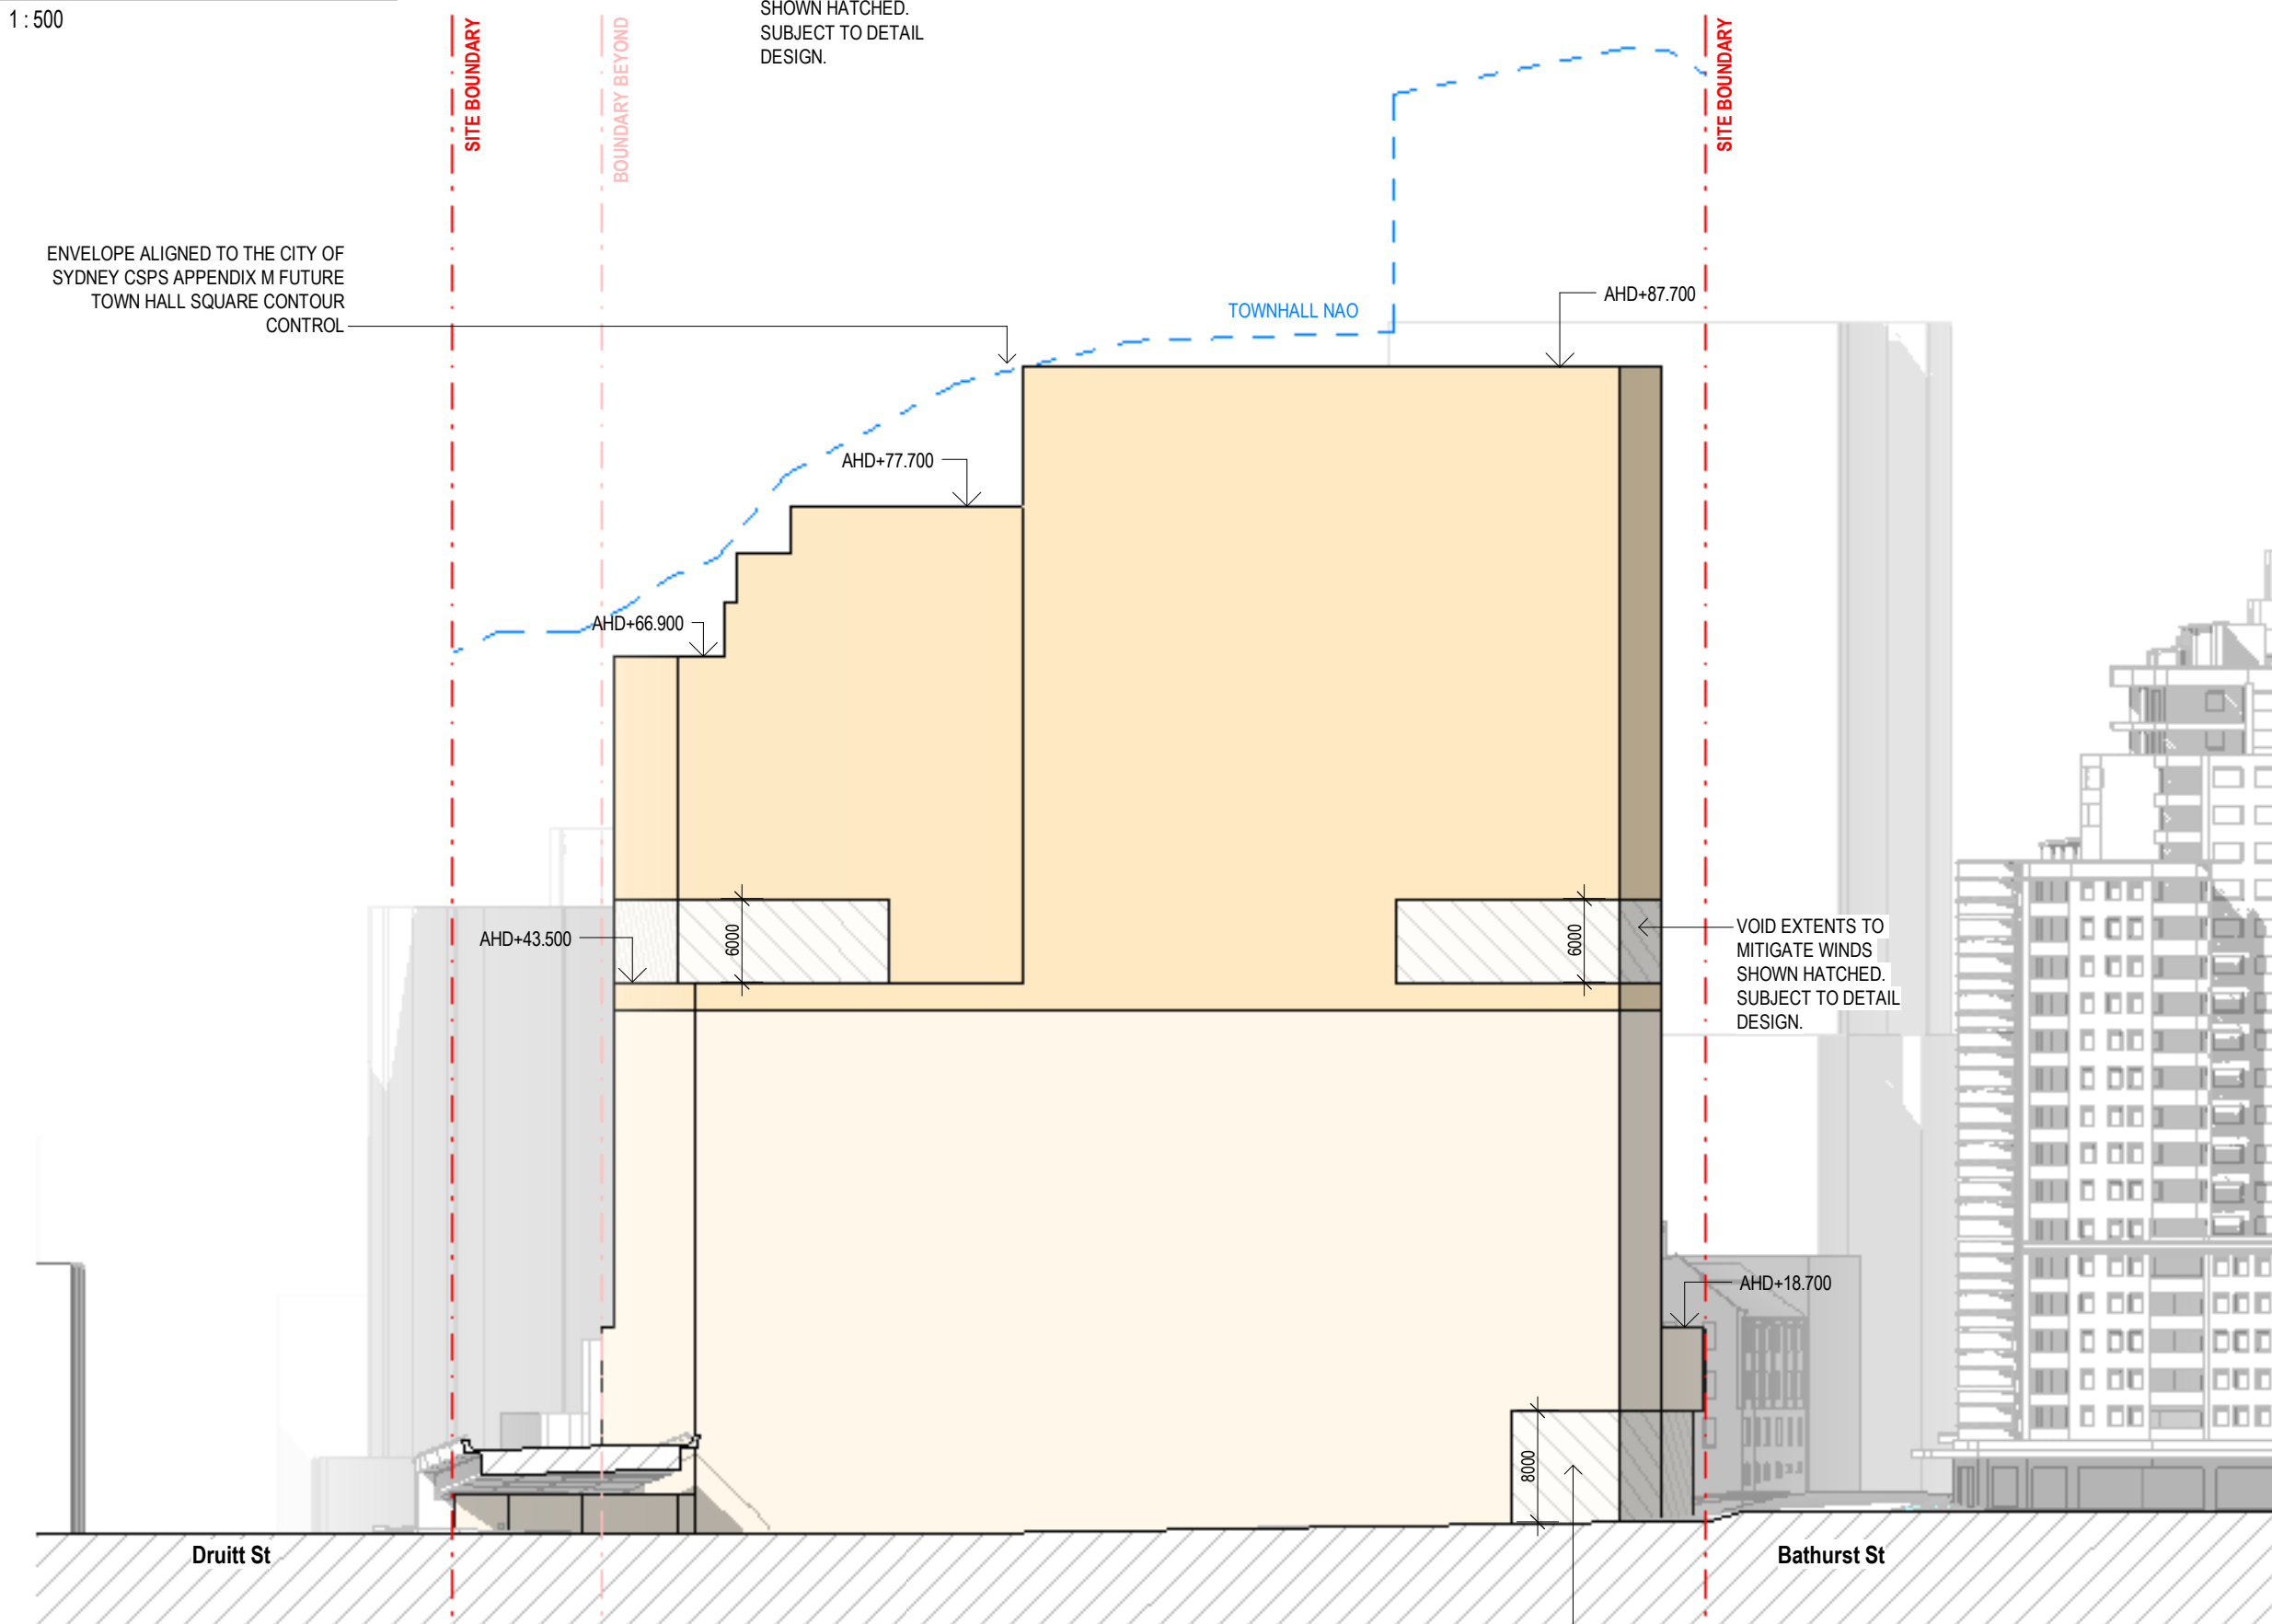 1 : 500
SHOWN HATCHED.
SUBJECT TO DETAIL
DESIGN.
SITE BOUNDARY
BOUNDARY BEYOND
SITE BOUNDARY
ENVELOPE ALIGNED TO THE CITY OF
SYDNEY CSPS APPENDIX M FUTURE
TOWN HALL SQUARE CONTOUR
CONTROL
TOWNHALL NAO
AHD+87.700
AHD+77.700
AHD+66.900
AHD+43.500
6000
6000
VOID EXTENTS TO
MITIGATE WINDS
SHOWN HATCHED.
SUBJECT TO DETAIL
DESIGN.
AHD+18.700
8000
Druitt St
Bathurst St